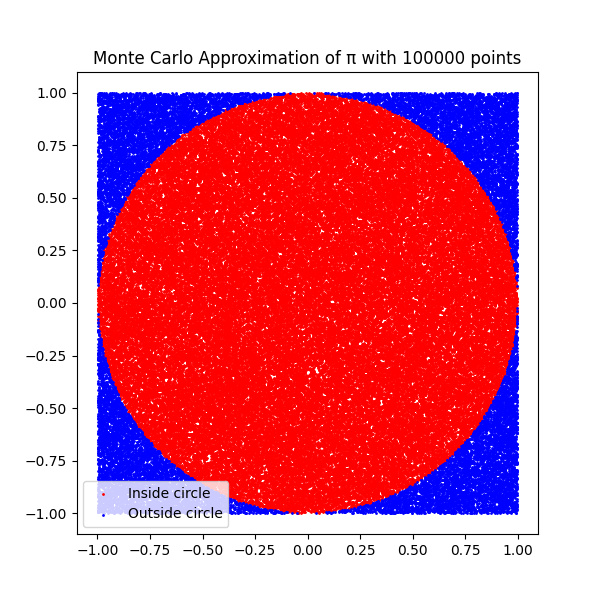 Monte Carlo Approximation of π with 100000 points
1.00
0.75
0.50
0.25
0.00
−0.25
−0.50
−0.75
−1.00
Inside circle
Outside circle
−1.00 −0.75 −0.50 −0.25 0.00 0.25 0.50 0.75 1.00